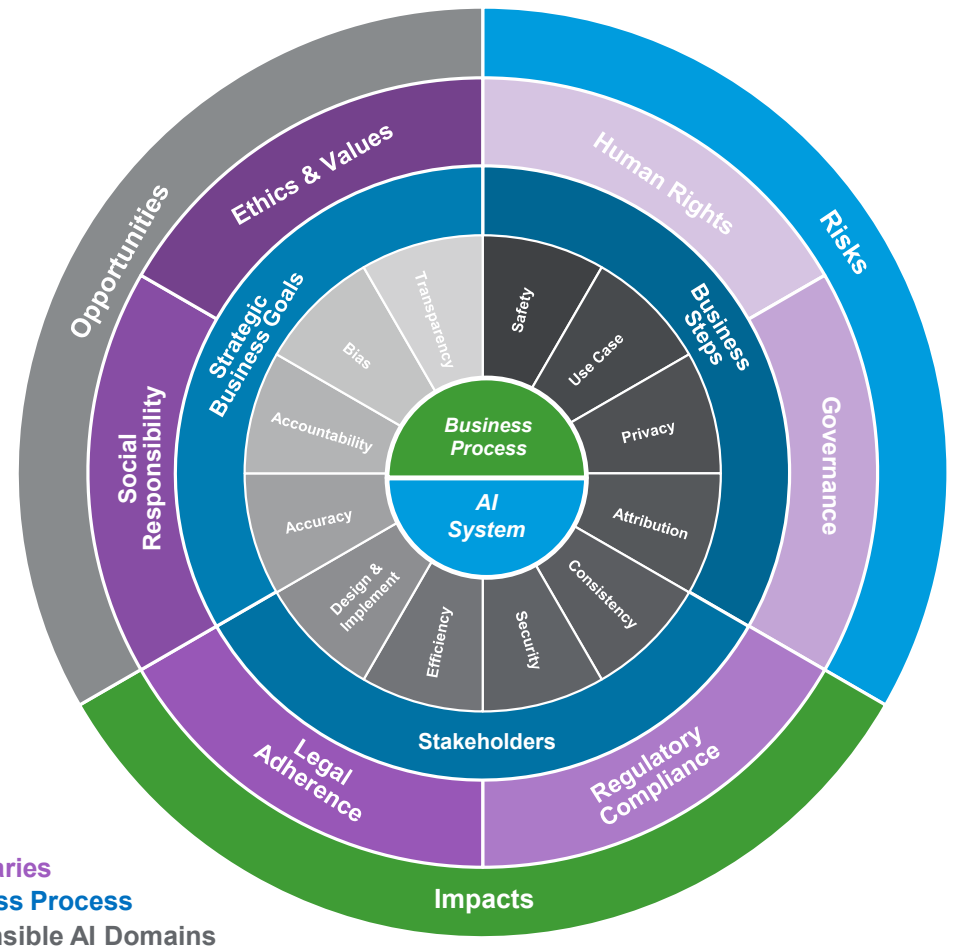 Opportunities
Risks
Impacts
Ethics & Values
Human Rights
Governance
Regulatory
Compliance
Legal
Adherence
Social
Responsibility
Strategic
Business Goals
Business
Steps
Stakeholders
Transparency
Safety
Use Case
Privacy
Attribution
Consistency
Security
Efficiency
Design &
Implement
Accuracy
Accountability
Bias
Business
Process
AI
System
aries
ss Process
nsible AI Domains